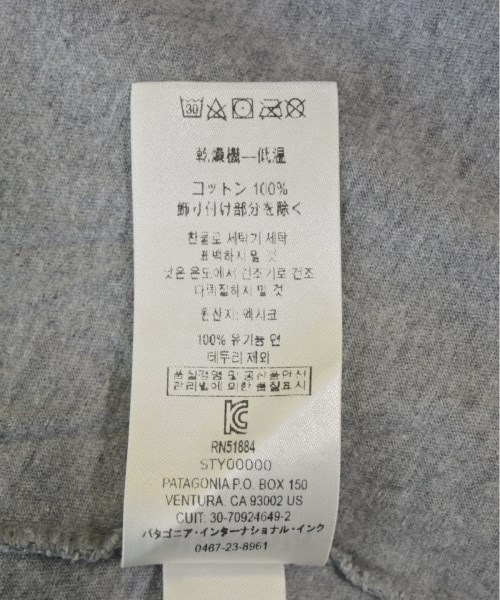 30
乾燥機—低温
コットン 100%
飾り付け部分を除く
찬물로 세탁기 세탁
표백하지 말 것
낮은 온도에서 건조기로 건조
다림질하지 말 것
원산지: 멕시코
100% 유기농 면
테두리 제외
품질경영 및 공산품안전
관리법에 의한 품질표시
RN51884
STY00000
PATAGONIA P.O. BOX 150
VENTURA, CA 93002 US
CUIT: 30-70924649-2
パタゴニア・インターナショナル・インク
0467-23-8961